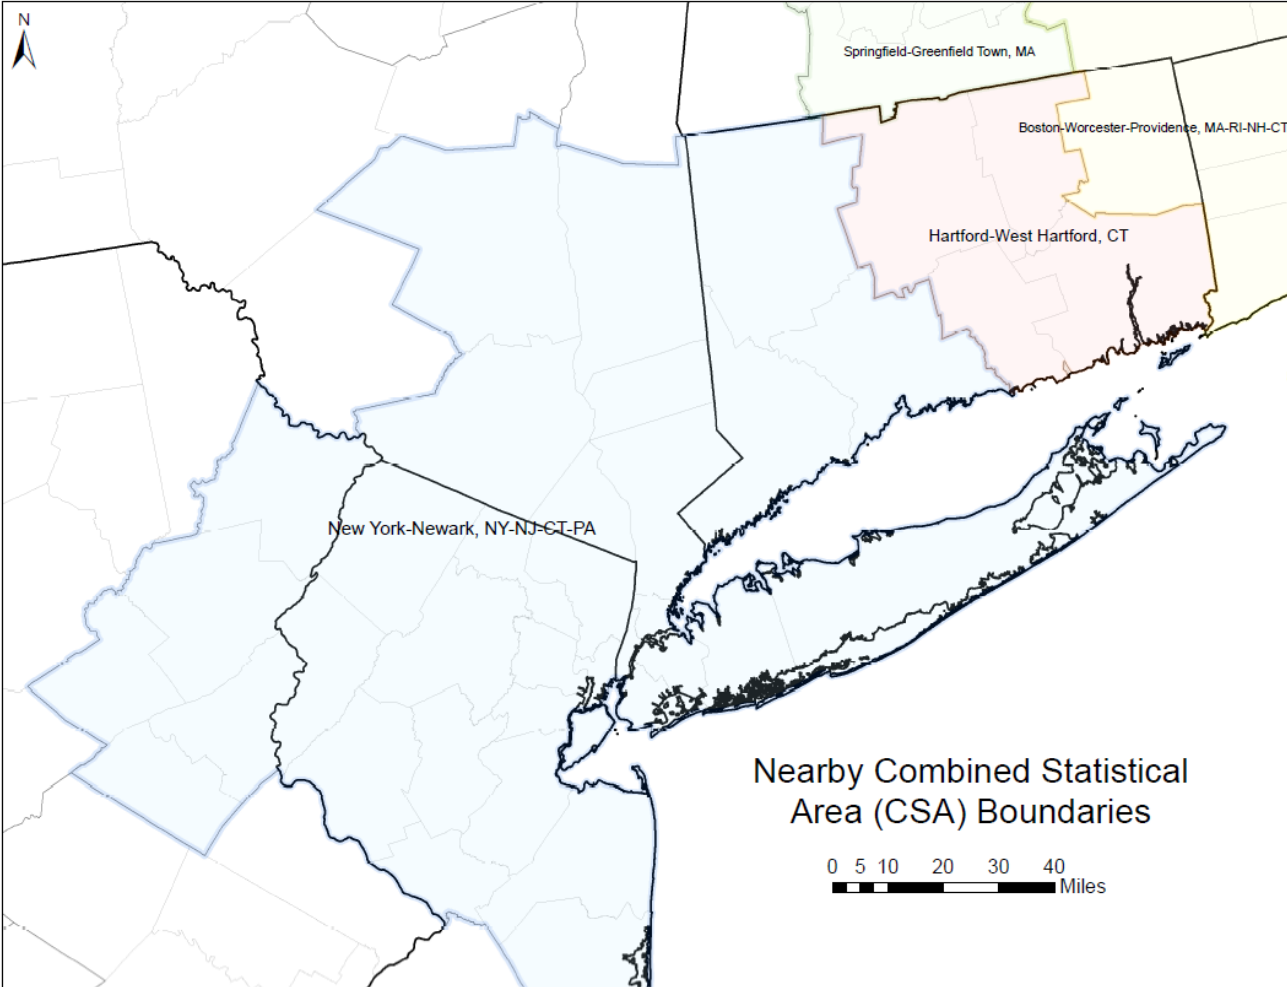 N
Springfield-Greenfield Town, MA
Boston-Worcester-Providence, MA-RI-NH-CT
Hartford-West Hartford, CT
New York-Newark, NY-NJ-CT-PA
Nearby Combined Statistical
Area (CSA) Boundaries
0 5 10 20 30 40
Miles